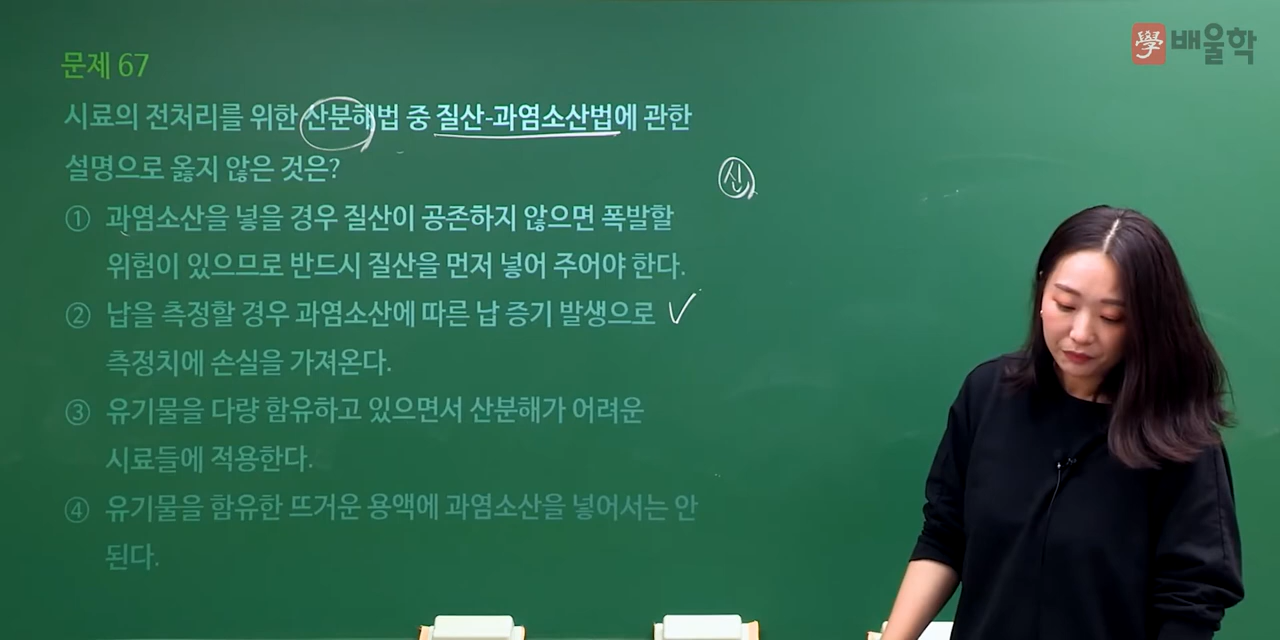 문제 67
學 배울학
시료의 전처리를 위한 산분해법 중 질산-과염소산법에 관한
설명으로 옳지 않은 것은?
신
① 과염소산을 넣을 경우 질산이 공존하지 않으면 폭발할
위험이 있으므로 반드시 질산을 먼저 넣어 주어야 한다.
② 납을 측정할 경우 과염소산에 따른 납 증기 발생으로
측정치에 손실을 가져온다.
③ 유기물을 다량 함유하고 있으면서 산분해가 어려운
시료들에 적용한다.
④ 유기물을 함유한 뜨거운 용액에 과염소산을 넣어서는 안
된다.